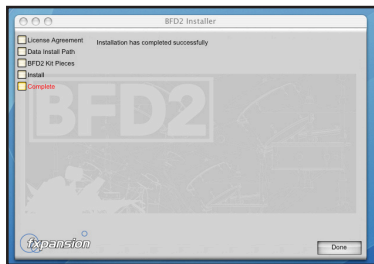 BFD2 Installer
License Agreement
Installation has completed successfully
Data Install Path
BFD2 Kit Pieces
Install
Complete
BFD2
fxpansion
Done